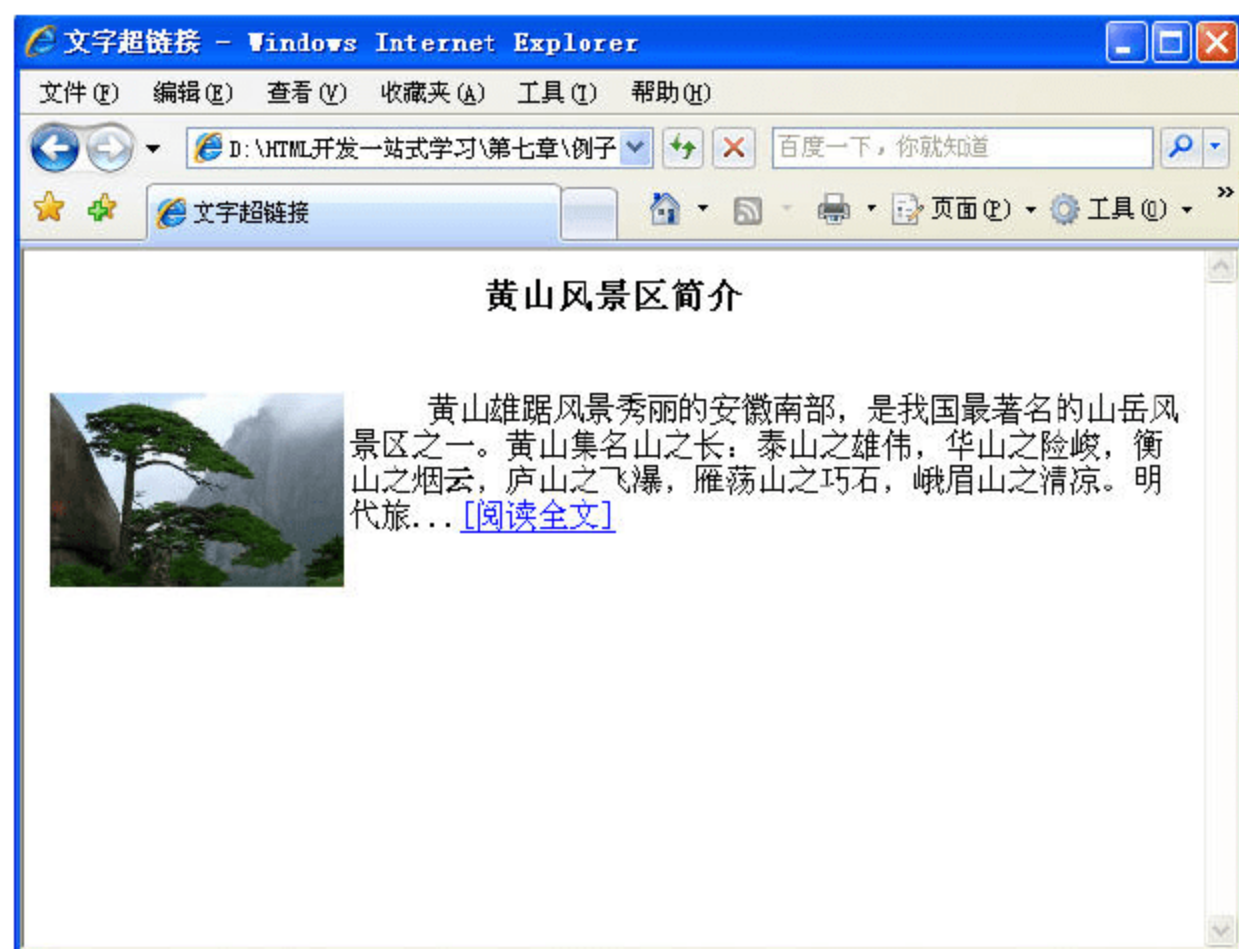 文字超链接 - Windows Internet Explorer
文件(F) 编辑(E) 查看(V) 收藏夹(A) 工具(T) 帮助(H)
D:\HTML开发一站式学习\第七章\例子 百度一下，你就知道
文字超链接 页面(P) 工具(O) »
黄山风景区简介
黄山雄踞风景秀丽的安徽南部，是我国最著名的山岳风
景区之一。黄山集名山之长：泰山之雄伟，华山之险峻，衡
山之烟云，庐山之飞瀑，雁荡山之巧石，峨眉山之清凉。明
代旅...[阅读全文]